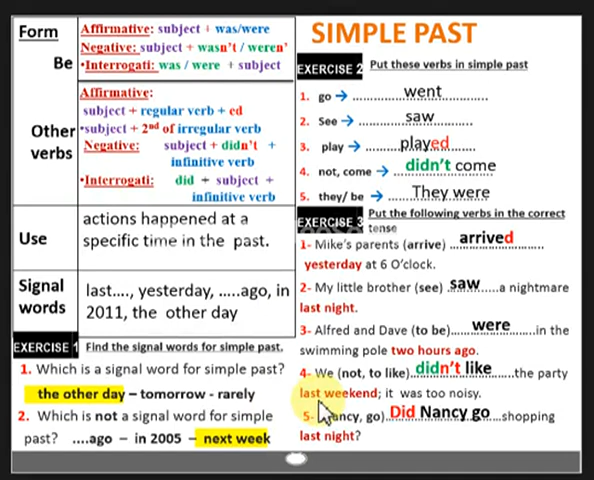 Form
Be
Affirmative: subject + was/were
Negative: subject + wasn't / weren'
•Interrogati: was / were + subject
Other
verbs
Affirmative:
subject + regular verb + ed
•subject + 2nd of irregular verb
Negative: subject + didn't +
infinitive verb
•Interrogati: did + subject +
infinitive verb
Use
actions happened at a
specific time in the past.
Signal
words
last...., yesterday, .....ago, in
2011, the other day
EXERCISE 1 Find the signal words for simple past.
1. Which is a signal word for simple past?
the other day – tomorrow - rarely
2. Which is not a signal word for simple
past? ....ago – in 2005 – next week
SIMPLE PAST
EXERCISE 2 Put these verbs in simple past
1. go → went
2. See → saw
3. play → played
4. not, come → didn't come
5. they/ be → They were
EXERCISE 3 Put the following verbs in the correct
tense
1- Mike's parents (arrive) arrived
yesterday at 6 O'clock.
2- My little brother (see) saw a nightmare
last night.
3- Alfred and Dave (to be) were in the
swimming pole two hours ago.
4- We (not, to like) didn't like the party
last weekend; it was too noisy.
5- ancy, go) Did Nancy go shopping
last night?